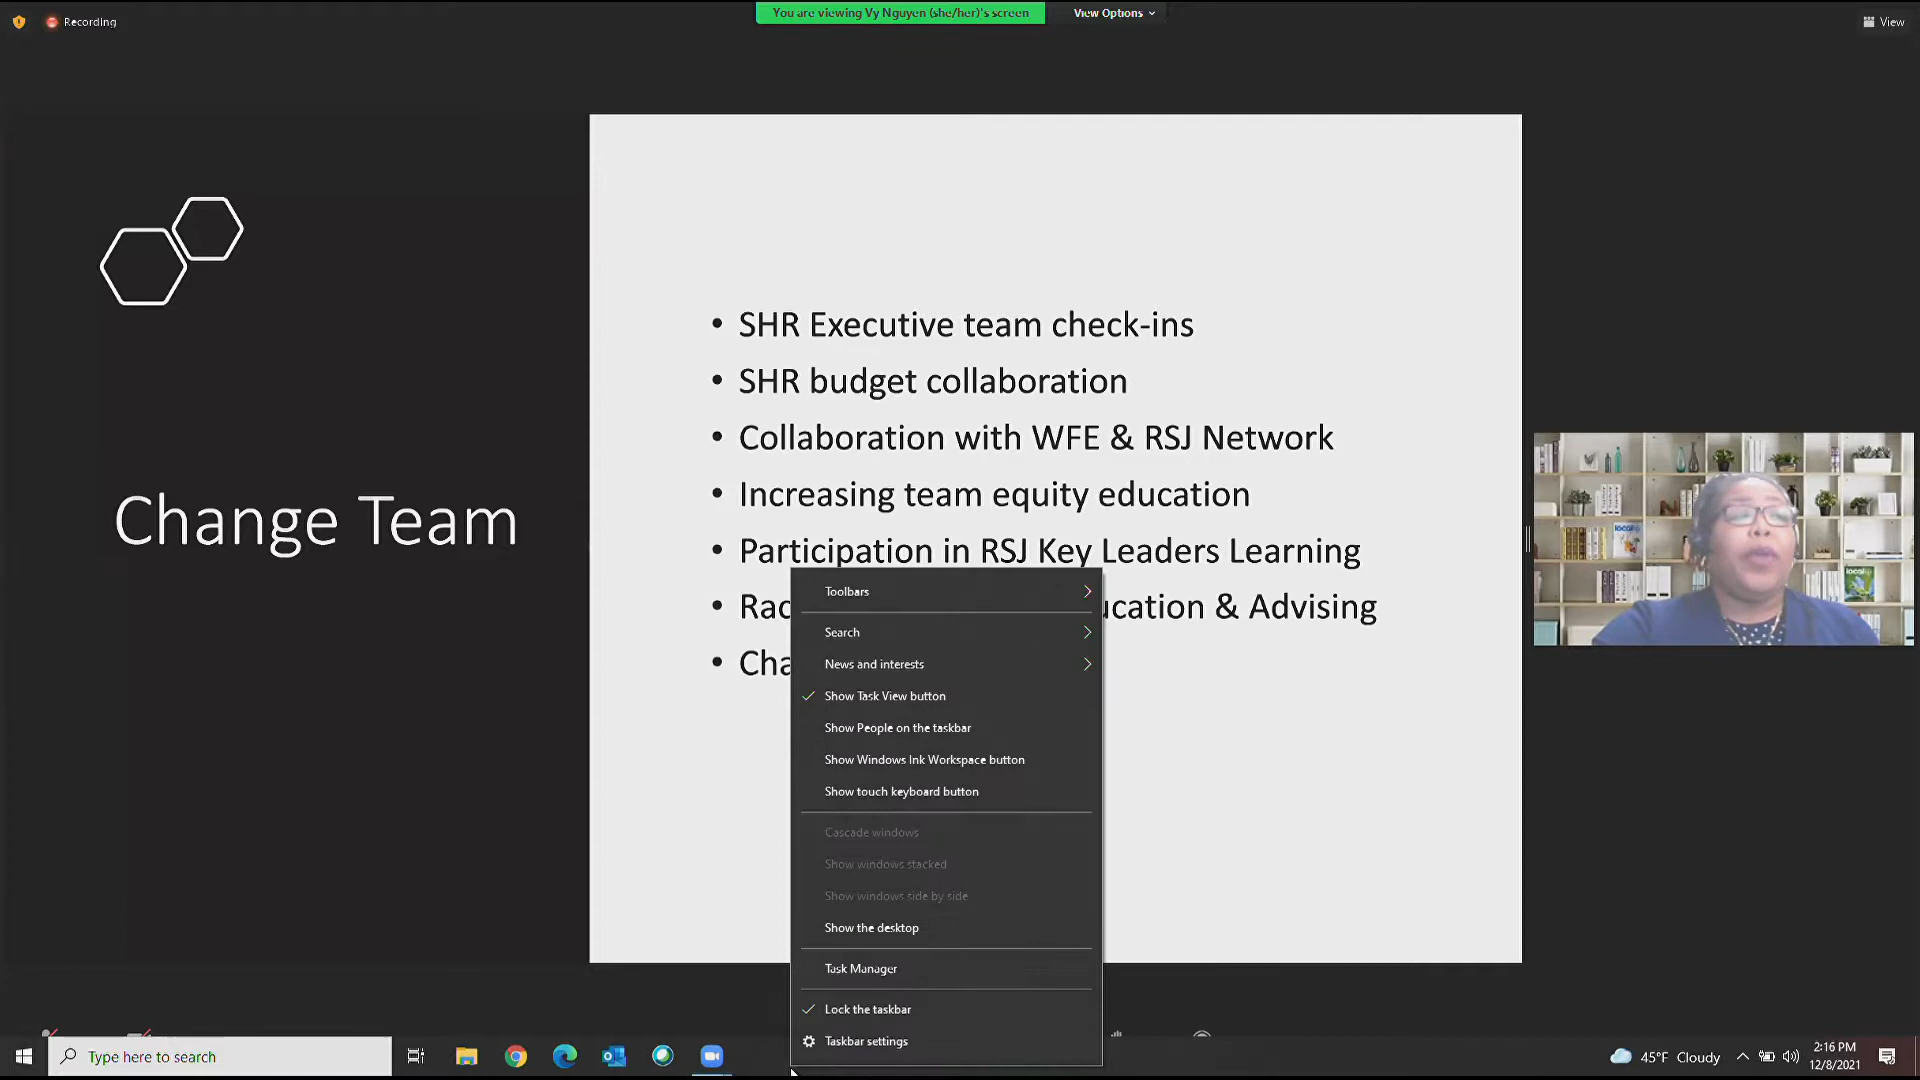 Recording
You are viewing Vy Nguyen (she/her)'s screen
View Options
View
Change Team
• SHR Executive team check-ins
• SHR budget collaboration
• Collaboration with WFE & RSJ Network
• Increasing team equity education
• Participation in RSJ Key Leaders Learning
• Rac ucation & Advising
• Cha
Toolbars
Search
News and interests
Show Task View button
Show People on the taskbar
Show Windows Ink Workspace button
Show touch keyboard button
Cascade windows
Show windows stacked
Show windows side by side
Show the desktop
Task Manager
Lock the taskbar
Taskbar settings
Type here to search
45°F Cloudy
2:16 PM
12/8/2021